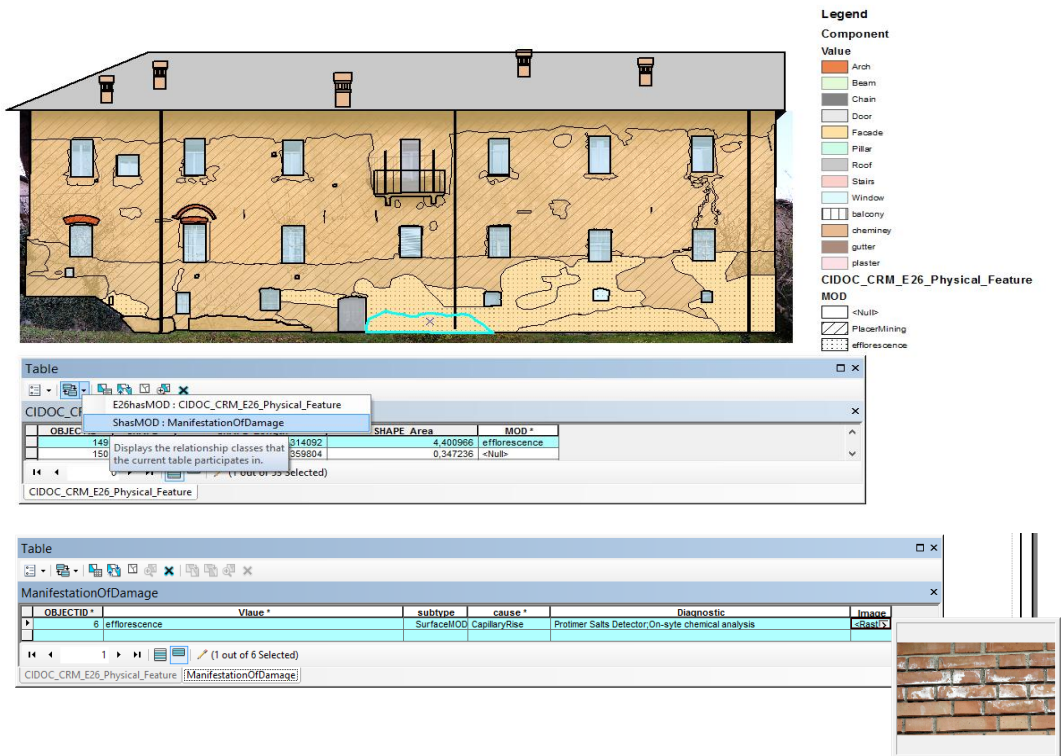 Legend
Component
Value
Arch
Beam
Chain
Door
Facade
Pillar
Roof
Stairs
Window
balcony
cheminey
gutter
plaster
CIDOC_CRM_E26_Physical_Feature
MOD
<Null>
PlacerMining
efflorescence
Table
E26hasMOD : CIDOC_CRM_E26_Physical_Feature
CIDOC_CF
ShasMOD : ManifestationOfDamage
OBJEC SHAPE_Area MOD *
149 314092 4,400966 efflorescence
Displays the relationship classes that
150 359804 0,347236 <Null>
the current table participates in.
(1 out of 55 Selected)
CIDOC_CRM_E26_Physical_Feature
Table
ManifestationOfDamage
OBJECTID * Vlaue * subtype cause * Diagnostic Image
6 efflorescence SurfaceMOD CapillaryRise Protimer Salts Detector;On-syte chemical analysis <Rast
1 (1 out of 6 Selected)
CIDOC_CRM_E26_Physical_Feature ManifestationOfDamage